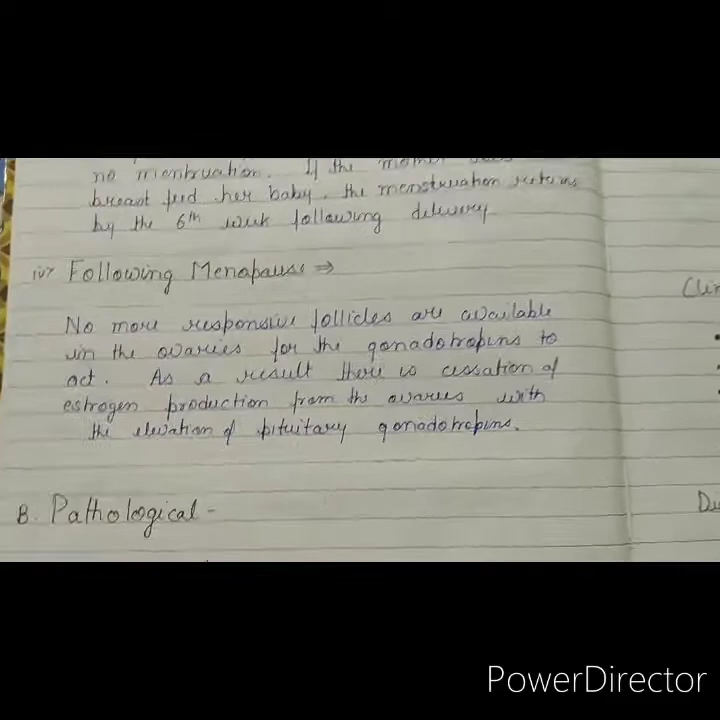 no mentruation. If the
breast feed her baby. the menstruation returns
by the 6th week following delivery
iv> Following Menopause ⇒
No more responsive follicles are available
in the ovaries for the gonadotropins to
act. As a result there is cessation of
estrogen production from the ovaries with
the elevation of pituitary gonadotropins.
B. Pathological -
PowerDirector